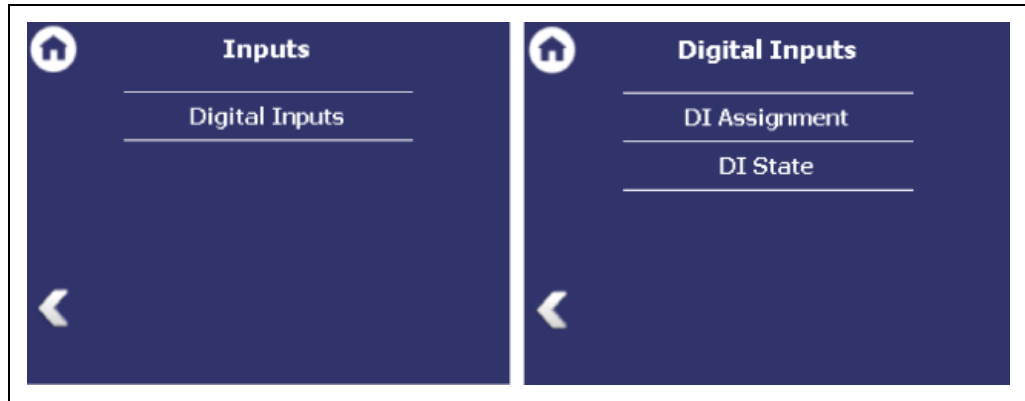 Inputs
Digital Inputs
Digital Inputs
DI Assignment
DI State